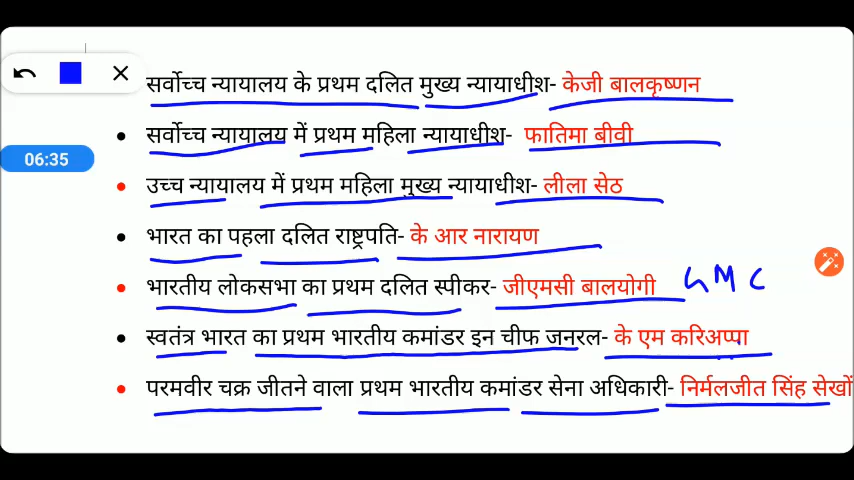 सर्वोच्च न्यायालय के प्रथम दलित मुख्य न्यायाधीश- केजी बालकृष्णन
• सर्वोच्च न्यायालय में प्रथम महिला न्यायाधीश- फातिमा बीवी
06:35
• उच्च न्यायालय में प्रथम महिला मुख्य न्यायाधीश- लीला सेठ
• भारत का पहला दलित राष्ट्रपति- के आर नारायण
• भारतीय लोकसभा का प्रथम दलित स्पीकर- जीएमसी बालयोगी GMC
• स्वतंत्र भारत का प्रथम भारतीय कमांडर इन चीफ जनरल- के एम करिअप्पा
• परमवीर चक्र जीतने वाला प्रथम भारतीय कमांडर सेना अधिकारी- निर्मलजीत सिंह सेखों